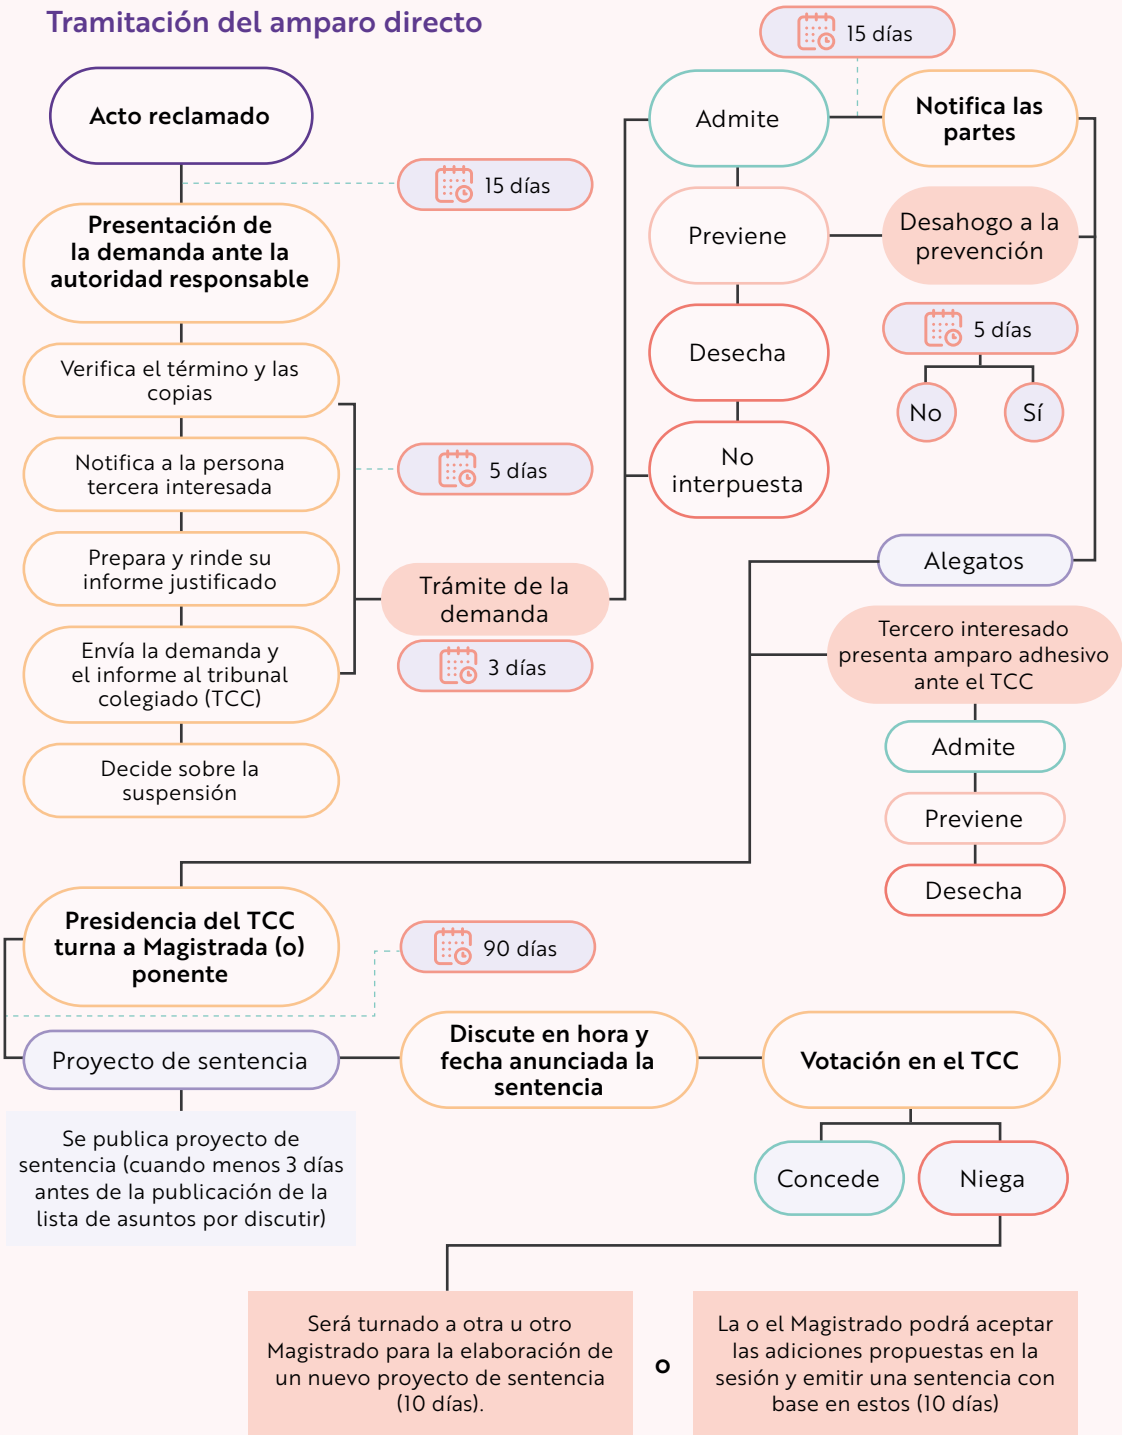 Tramitación del amparo directo
Acto reclamado
15 días
Presentación de
la demanda ante la
autoridad responsable
Verifica el término y las
copias
Notifica a la persona
tercera interesada
5 días
Prepara y rinde su
informe justificado
Envía la demanda y
el informe al tribunal
colegiado (TCC)
Decide sobre la
suspensión
Trámite de la
demanda
3 días
15 días
Admite
Notifica las
partes
Previene
Desahogo a la
prevención
5 días
No
Sí
Desecha
No
interpuesta
Alegatos
Tercero interesado
presenta amparo adhesivo
ante el TCC
Admite
Previene
Desecha
Presidencia del TCC
turna a Magistrada (o)
ponente
90 días
Proyecto de sentencia
Se publica proyecto de
sentencia (cuando menos 3 días
antes de la publicación de la
lista de asuntos por discutir)
Discute en hora y
fecha anunciada la
sentencia
Votación en el TCC
Concede
Niega
Será turnado a otra u otro
Magistrado para la elaboración de
un nuevo proyecto de sentencia
(10 días).
o
La o el Magistrado podrá aceptar
las adiciones propuestas en la
sesión y emitir una sentencia con
base en estos (10 días)